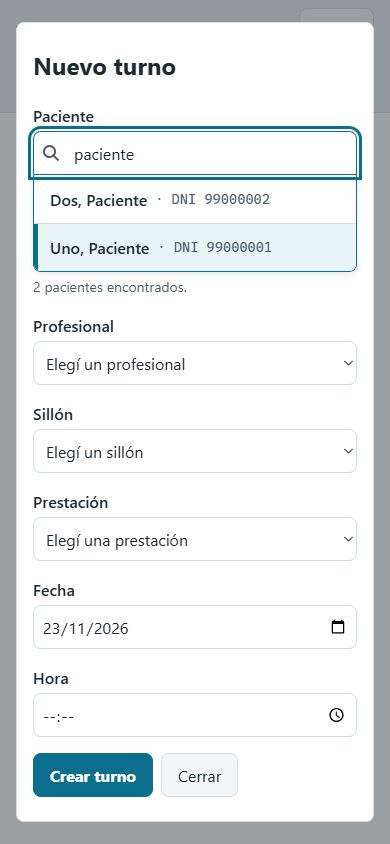 Nuevo turno
Paciente
paciente
Dos, Paciente · DNI 99000002
Uno, Paciente · DNI 99000001
2 pacientes encontrados.
Profesional
Elegí un profesional
Sillón
Elegí un sillón
Prestación
Elegí una prestación
Fecha
23/11/2026
Hora
--:--
Crear turno Cerrar